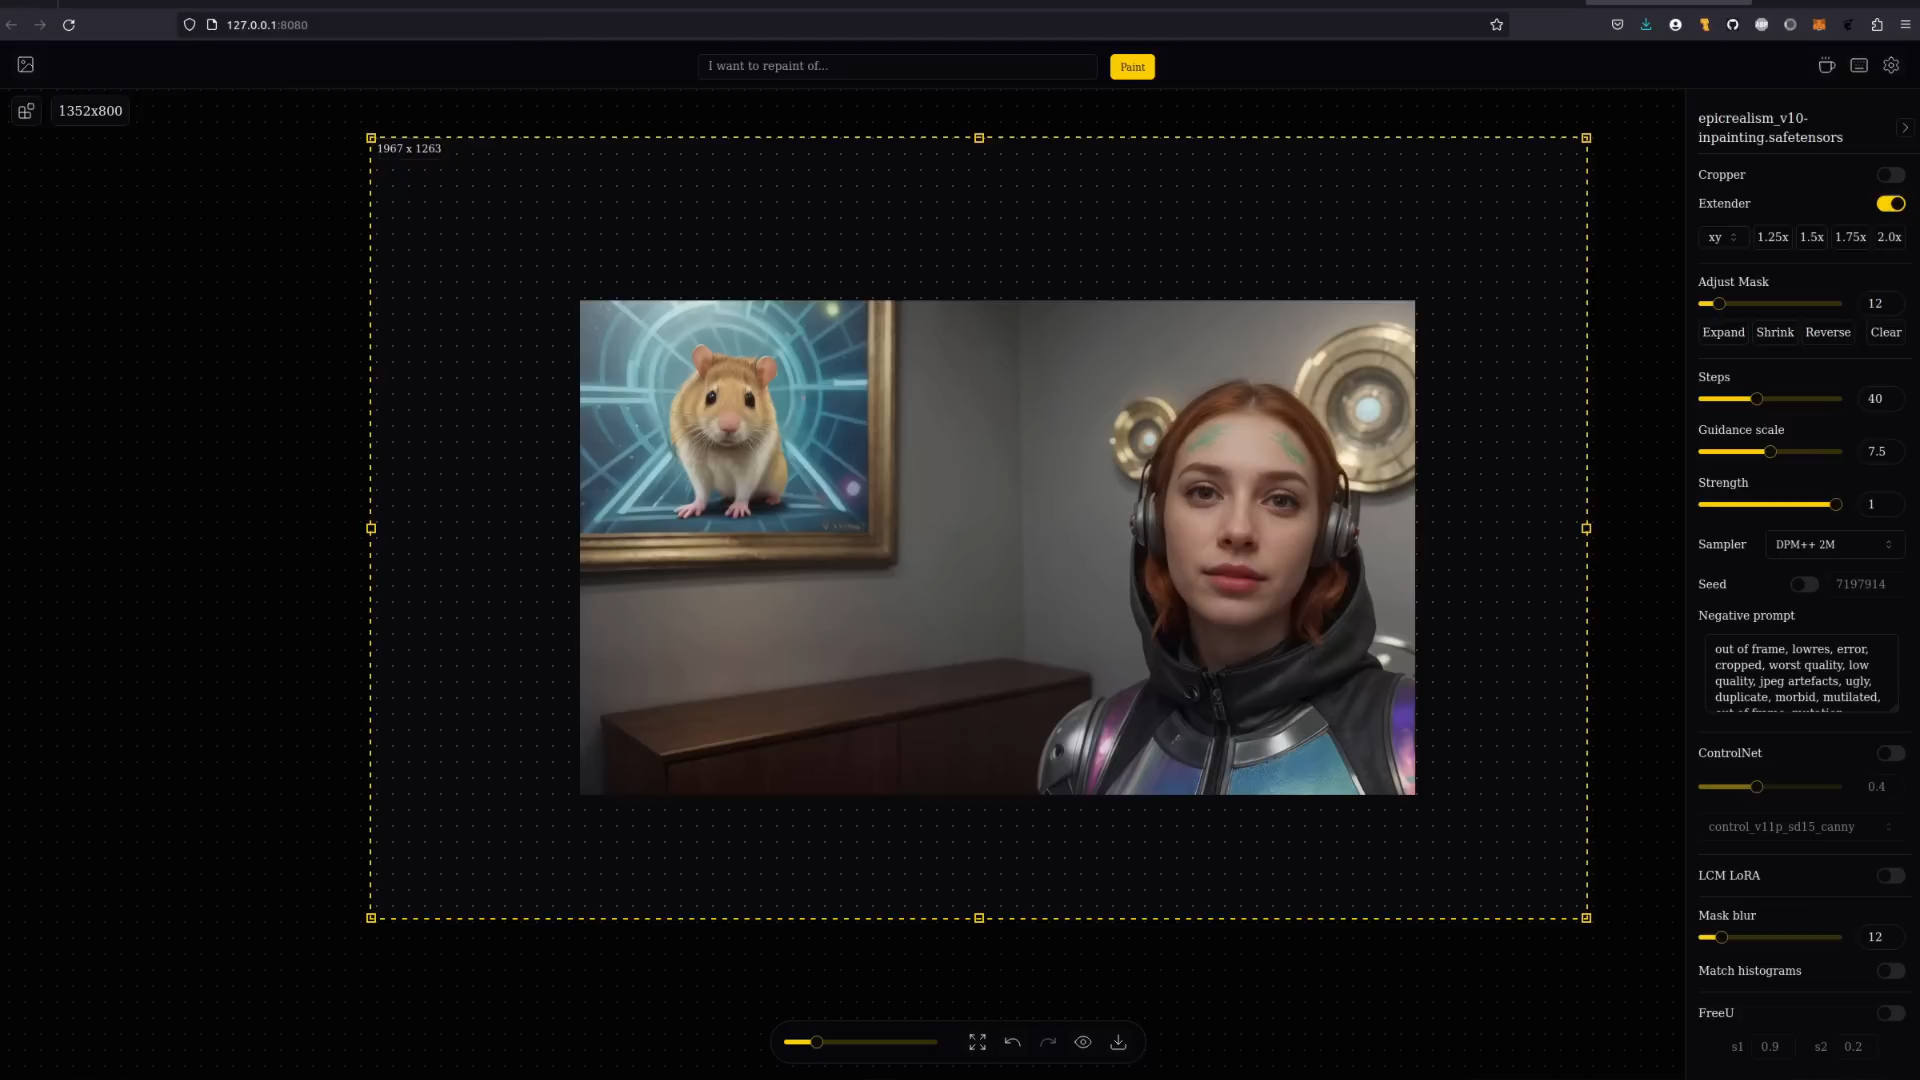 127.0.0.1:8080
I want to repaint of...
Paint
1352x800
1967 x 1263
epicrealism_v10-
inpainting.safetensors
Cropper
Extender
xy 1.25x 1.5x 1.75x 2.0x
Adjust Mask
12
Expand Shrink Reverse Clear
Steps
40
Guidance scale
7.5
Strength
1
Sampler DPM++ 2M
Seed 7197914
Negative prompt
out of frame, lowres, error,
cropped, worst quality, low
quality, jpeg artefacts, ugly,
duplicate, morbid, mutilated,
out of frame, mutation
ControlNet
0.4
control_v11p_sd15_canny
LCM LoRA
Mask blur
12
Match histograms
FreeU
s1 0.9 s2 0.2